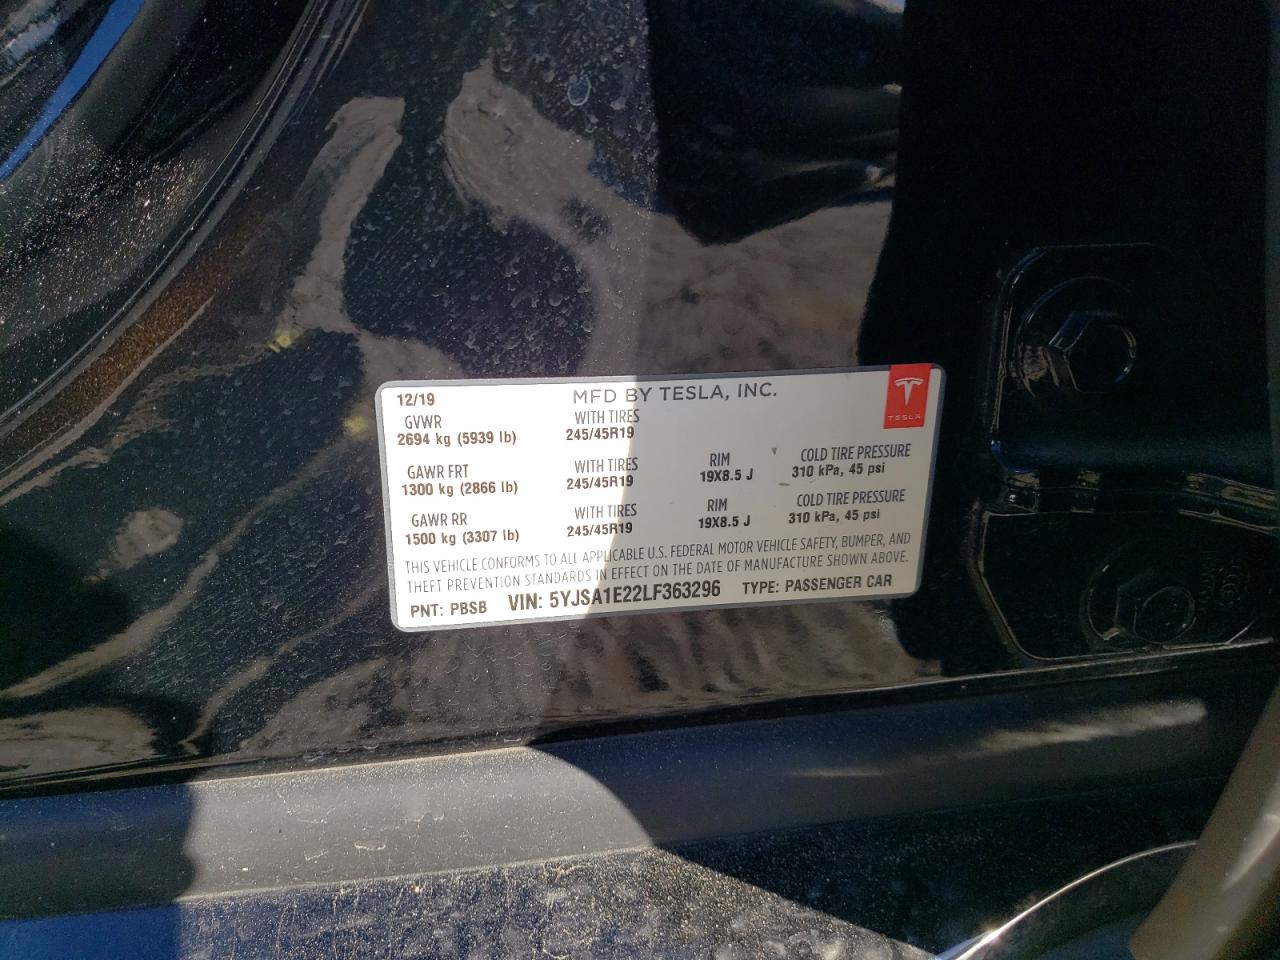 12/19 MFD BY TESLA, INC.
TESLA
GVWR WITH TIRES
2694 kg (5939 lb) 245/45R19
GAWR FRT WITH TIRES RIM COLD TIRE PRESSURE
1300 kg (2866 lb) 245/45R19 19X8.5 J 310 kPa, 45 psi
GAWR RR WITH TIRES RIM COLD TIRE PRESSURE
1500 kg (3307 lb) 245/45R19 19X8.5 J 310 kPa, 45 psi
THIS VEHICLE CONFORMS TO ALL APPLICABLE U.S. FEDERAL MOTOR VEHICLE SAFETY, BUMPER, AND
THEFT PREVENTION STANDARDS IN EFFECT ON THE DATE OF MANUFACTURE SHOWN ABOVE.
PNT: PBSB VIN: 5YJSA1E22LF363296 TYPE: PASSENGER CAR